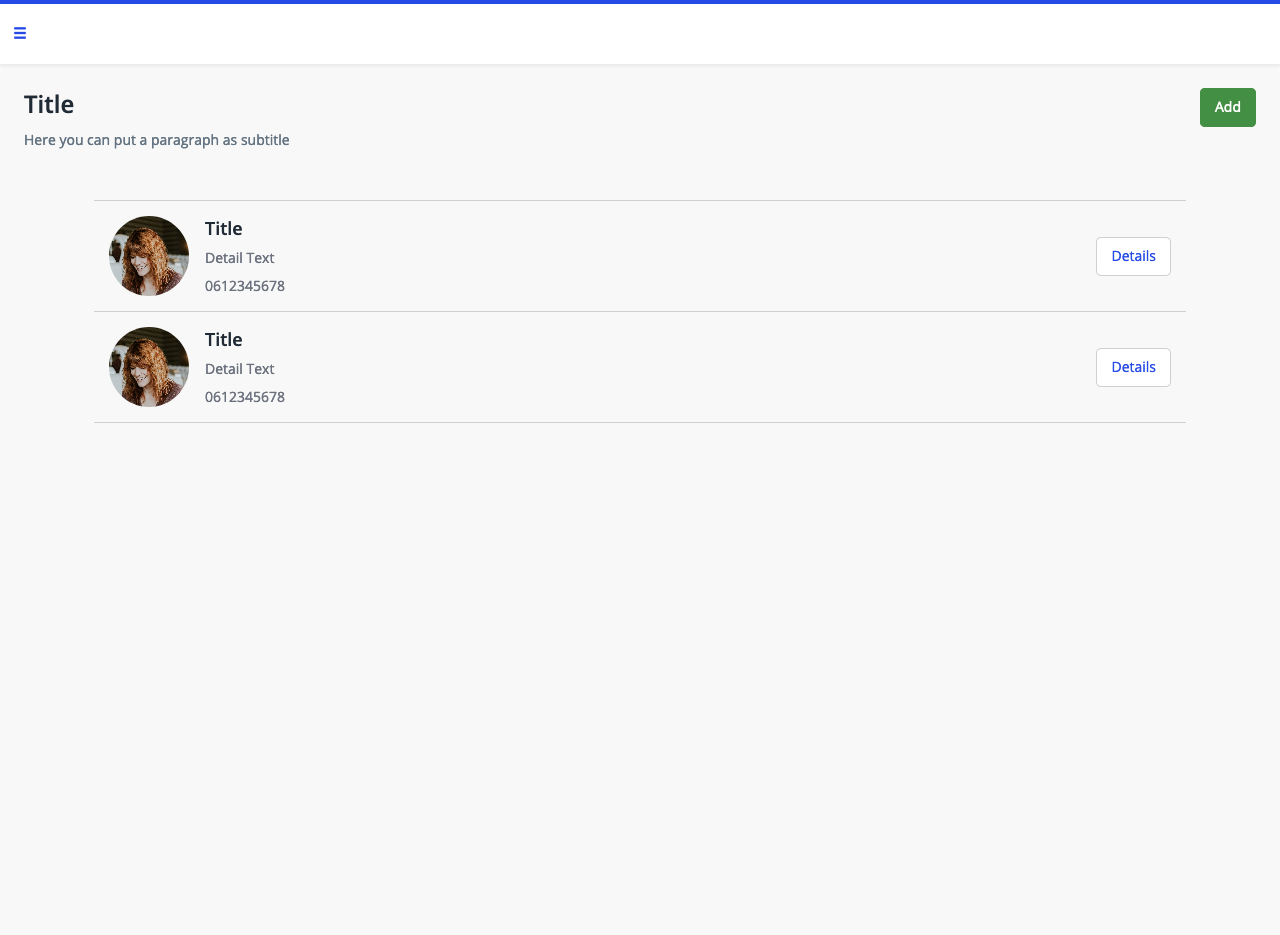 Title
Add
Here you can put a paragraph as subtitle
Title
Detail Text
0612345678
Details
Title
Detail Text
0612345678
Details